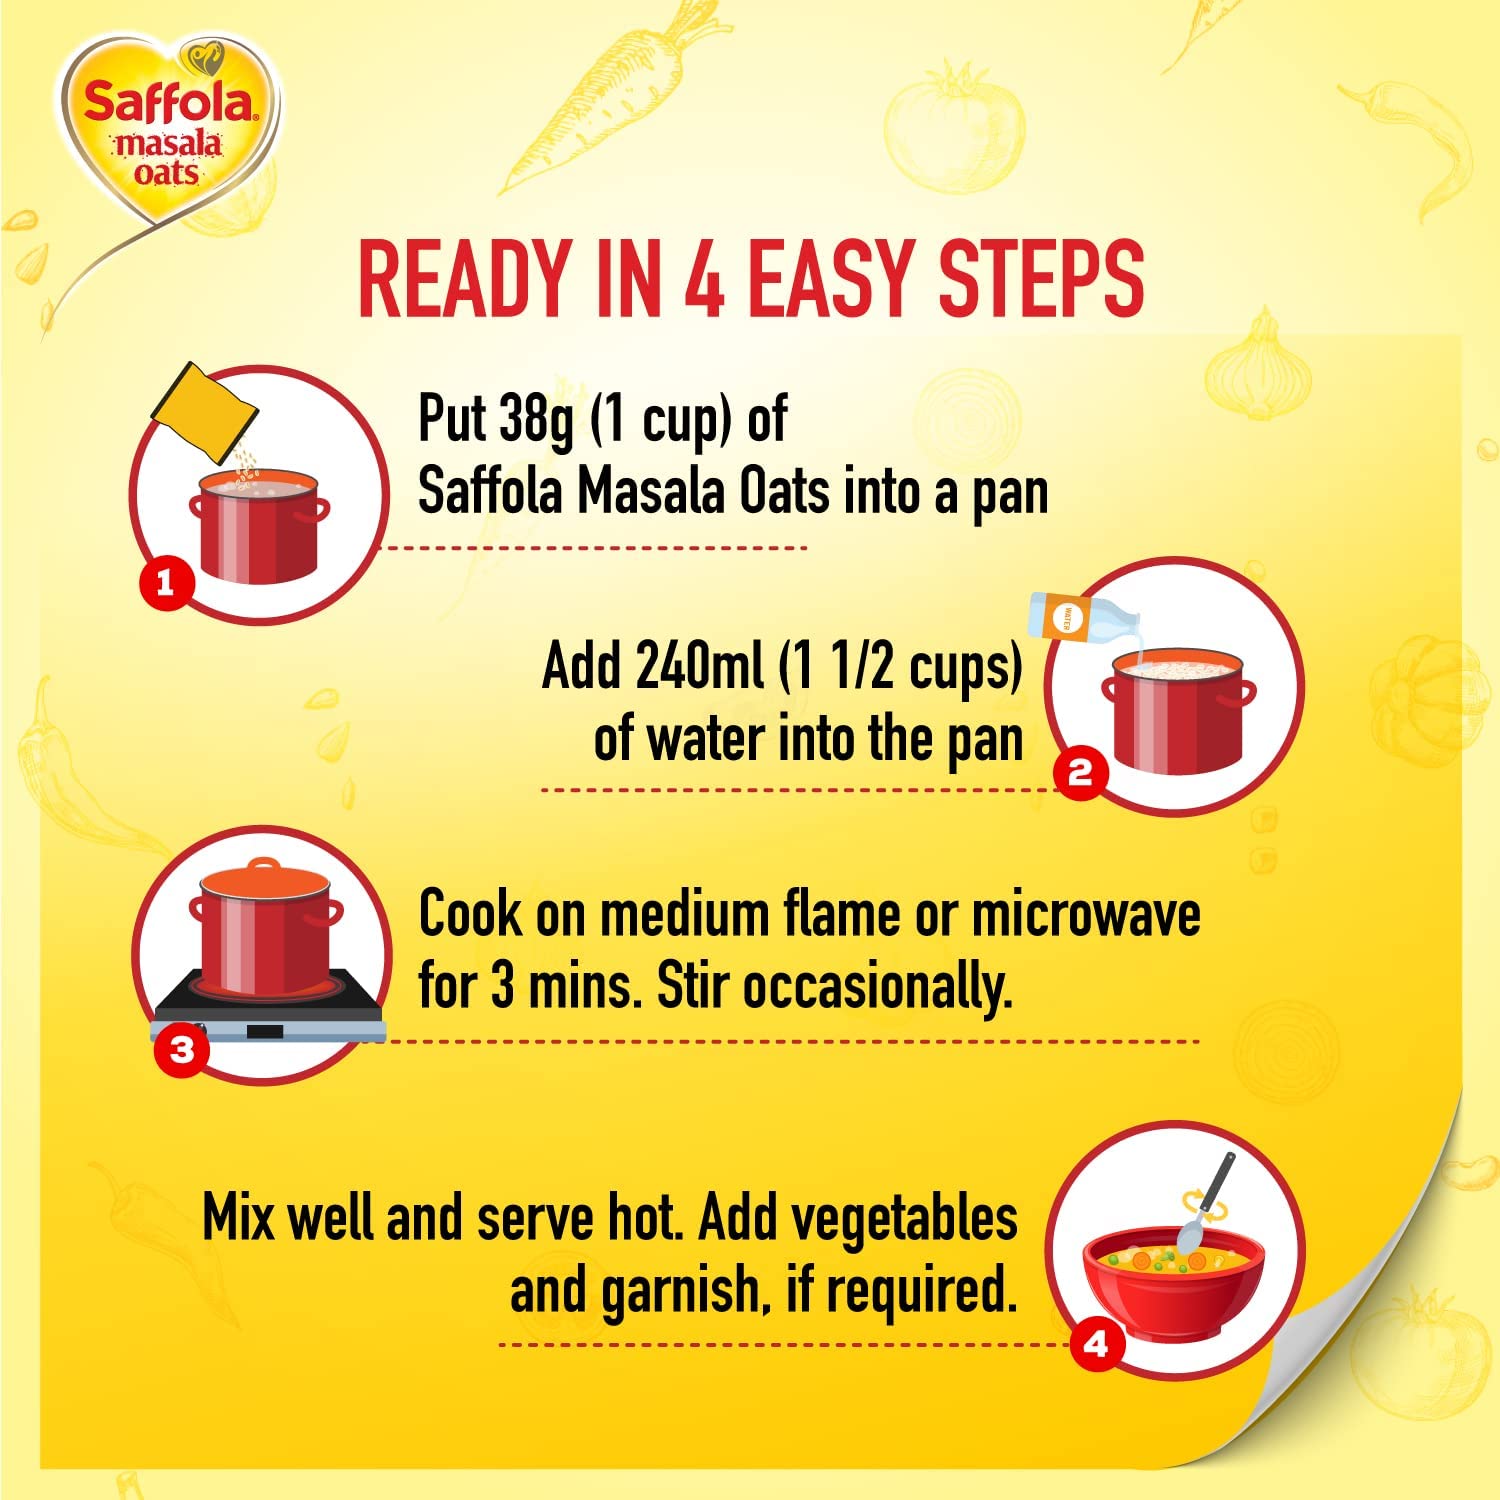 Saffola
masala
oats
READY IN 4 EASY STEPS
Put 38g (1 cup) of
Saffola Masala Oats into a pan
1
WATER
Add 240ml (1 1/2 cups)
of water into the pan
2
Cook on medium flame or microwave
for 3 mins. Stir occasionally.
3
Mix well and serve hot. Add vegetables
and garnish, if required.
4